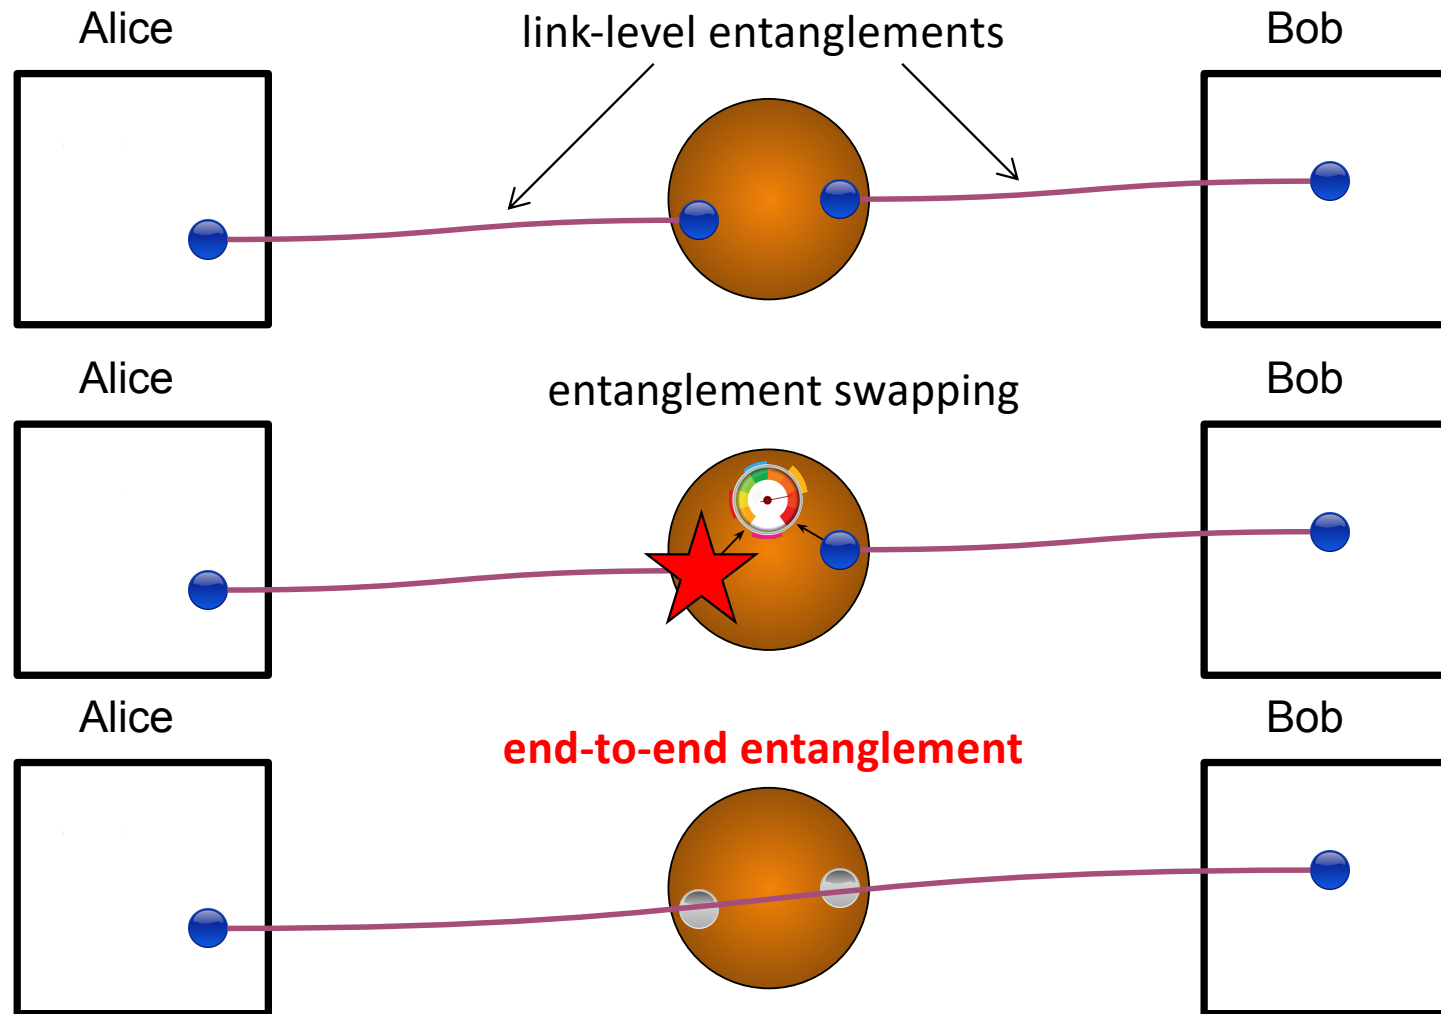 Alice
link-level entanglements
Bob
Alice
entanglement swapping
Bob
Alice
end-to-end entanglement
Bob